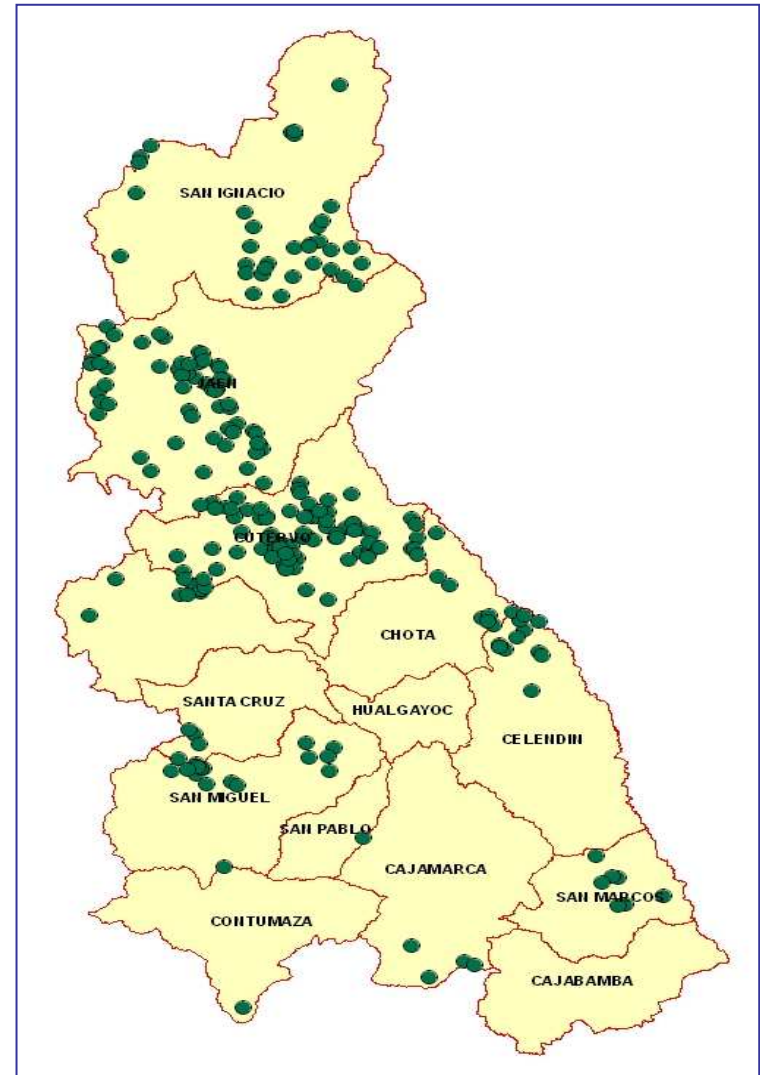 SAN IGNACIO
JAEN
CUTERVO
CHOTA
SANTA CRUZ
HUALGAYOC
CELENDIN
SAN MIGUEL
SAN PABLO
CAJAMARCA
SAN MARCOS
CONTUMAZA
CAJABAMBA